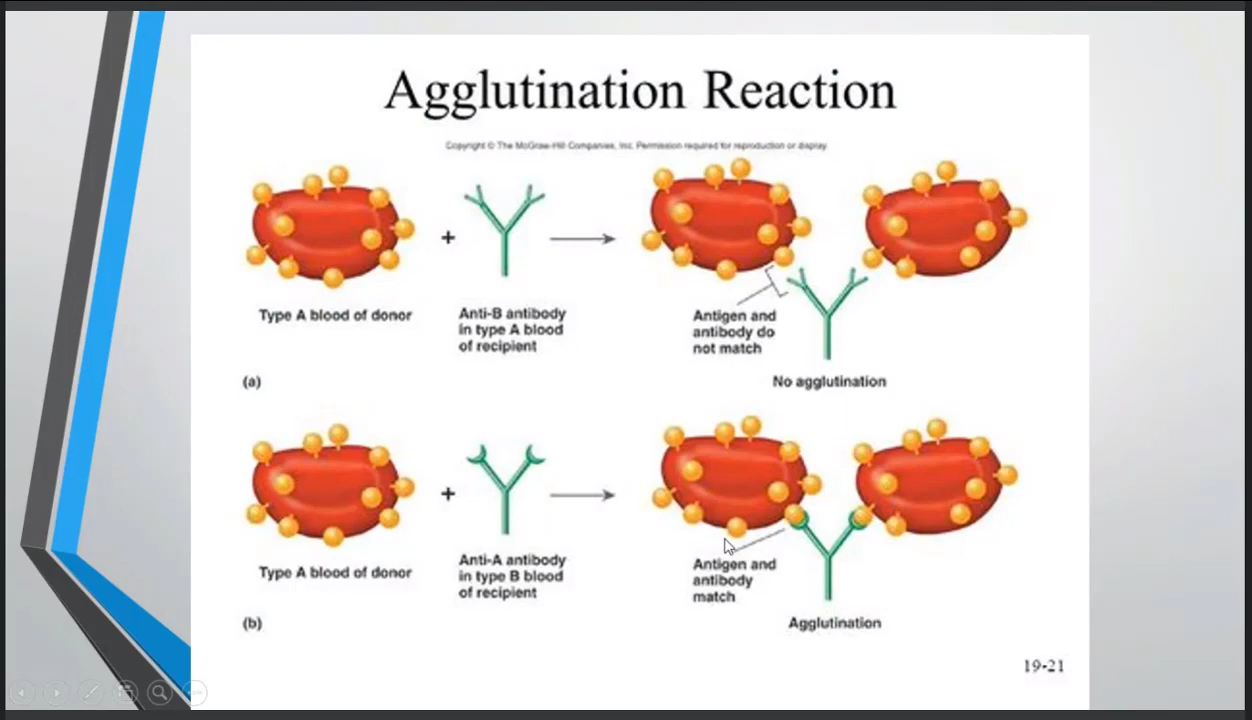 Agglutination Reaction
Copyright © The McGraw-Hill Companies, Inc. Permission required for reproduction or display.
+
Type A blood of donor
Anti-B antibody
in type A blood
of recipient
Antigen and
antibody do
not match
(a)
No agglutination
+
Type A blood of donor
Anti-A antibody
in type B blood
of recipient
Antigen and
antibody
match
(b)
Agglutination
19-21